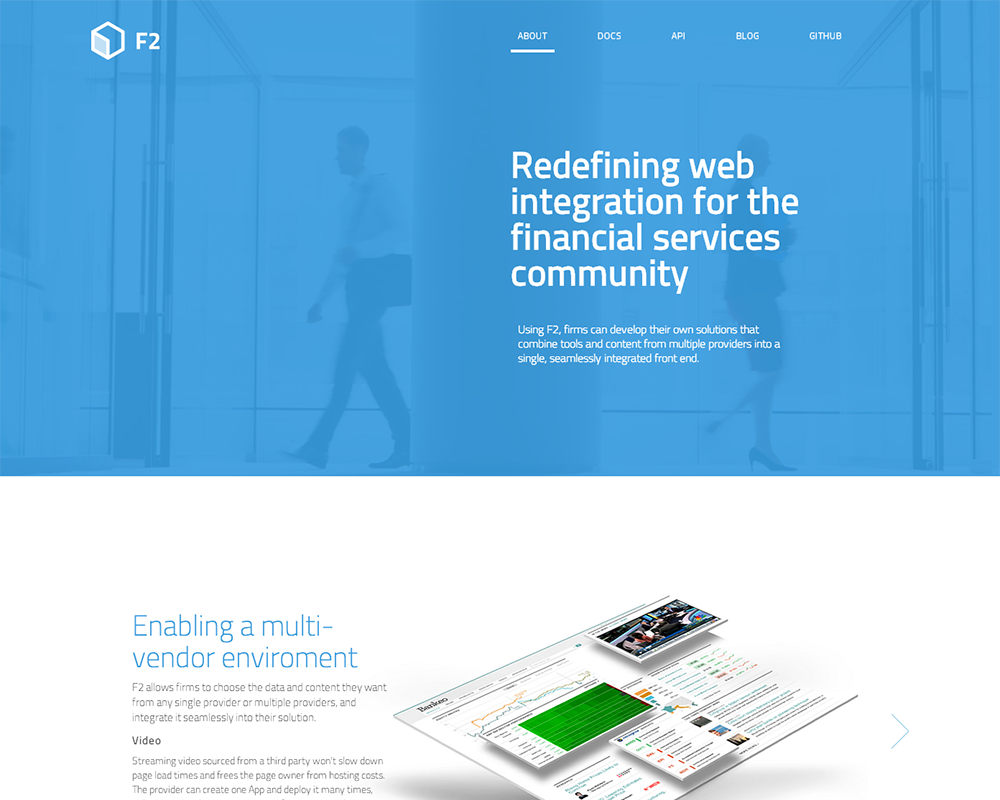 F2
ABOUT DOCS API BLOG GITHUB
Redefining web
integration for the
financial services
community
Using F2, firms can develop their own solutions that
combine tools and content from multiple providers into a
single, seamlessly integrated front end.
Enabling a multi-
vendor enviroment
F2 allows firms to choose the data and content they want
from any single provider or multiple providers, and
integrate it seamlessly into their solution.
Video
Streaming video sourced from a third party won't slow down
page load times and frees the page owner from hosting costs.
The provider can create one App and deploy it many times,